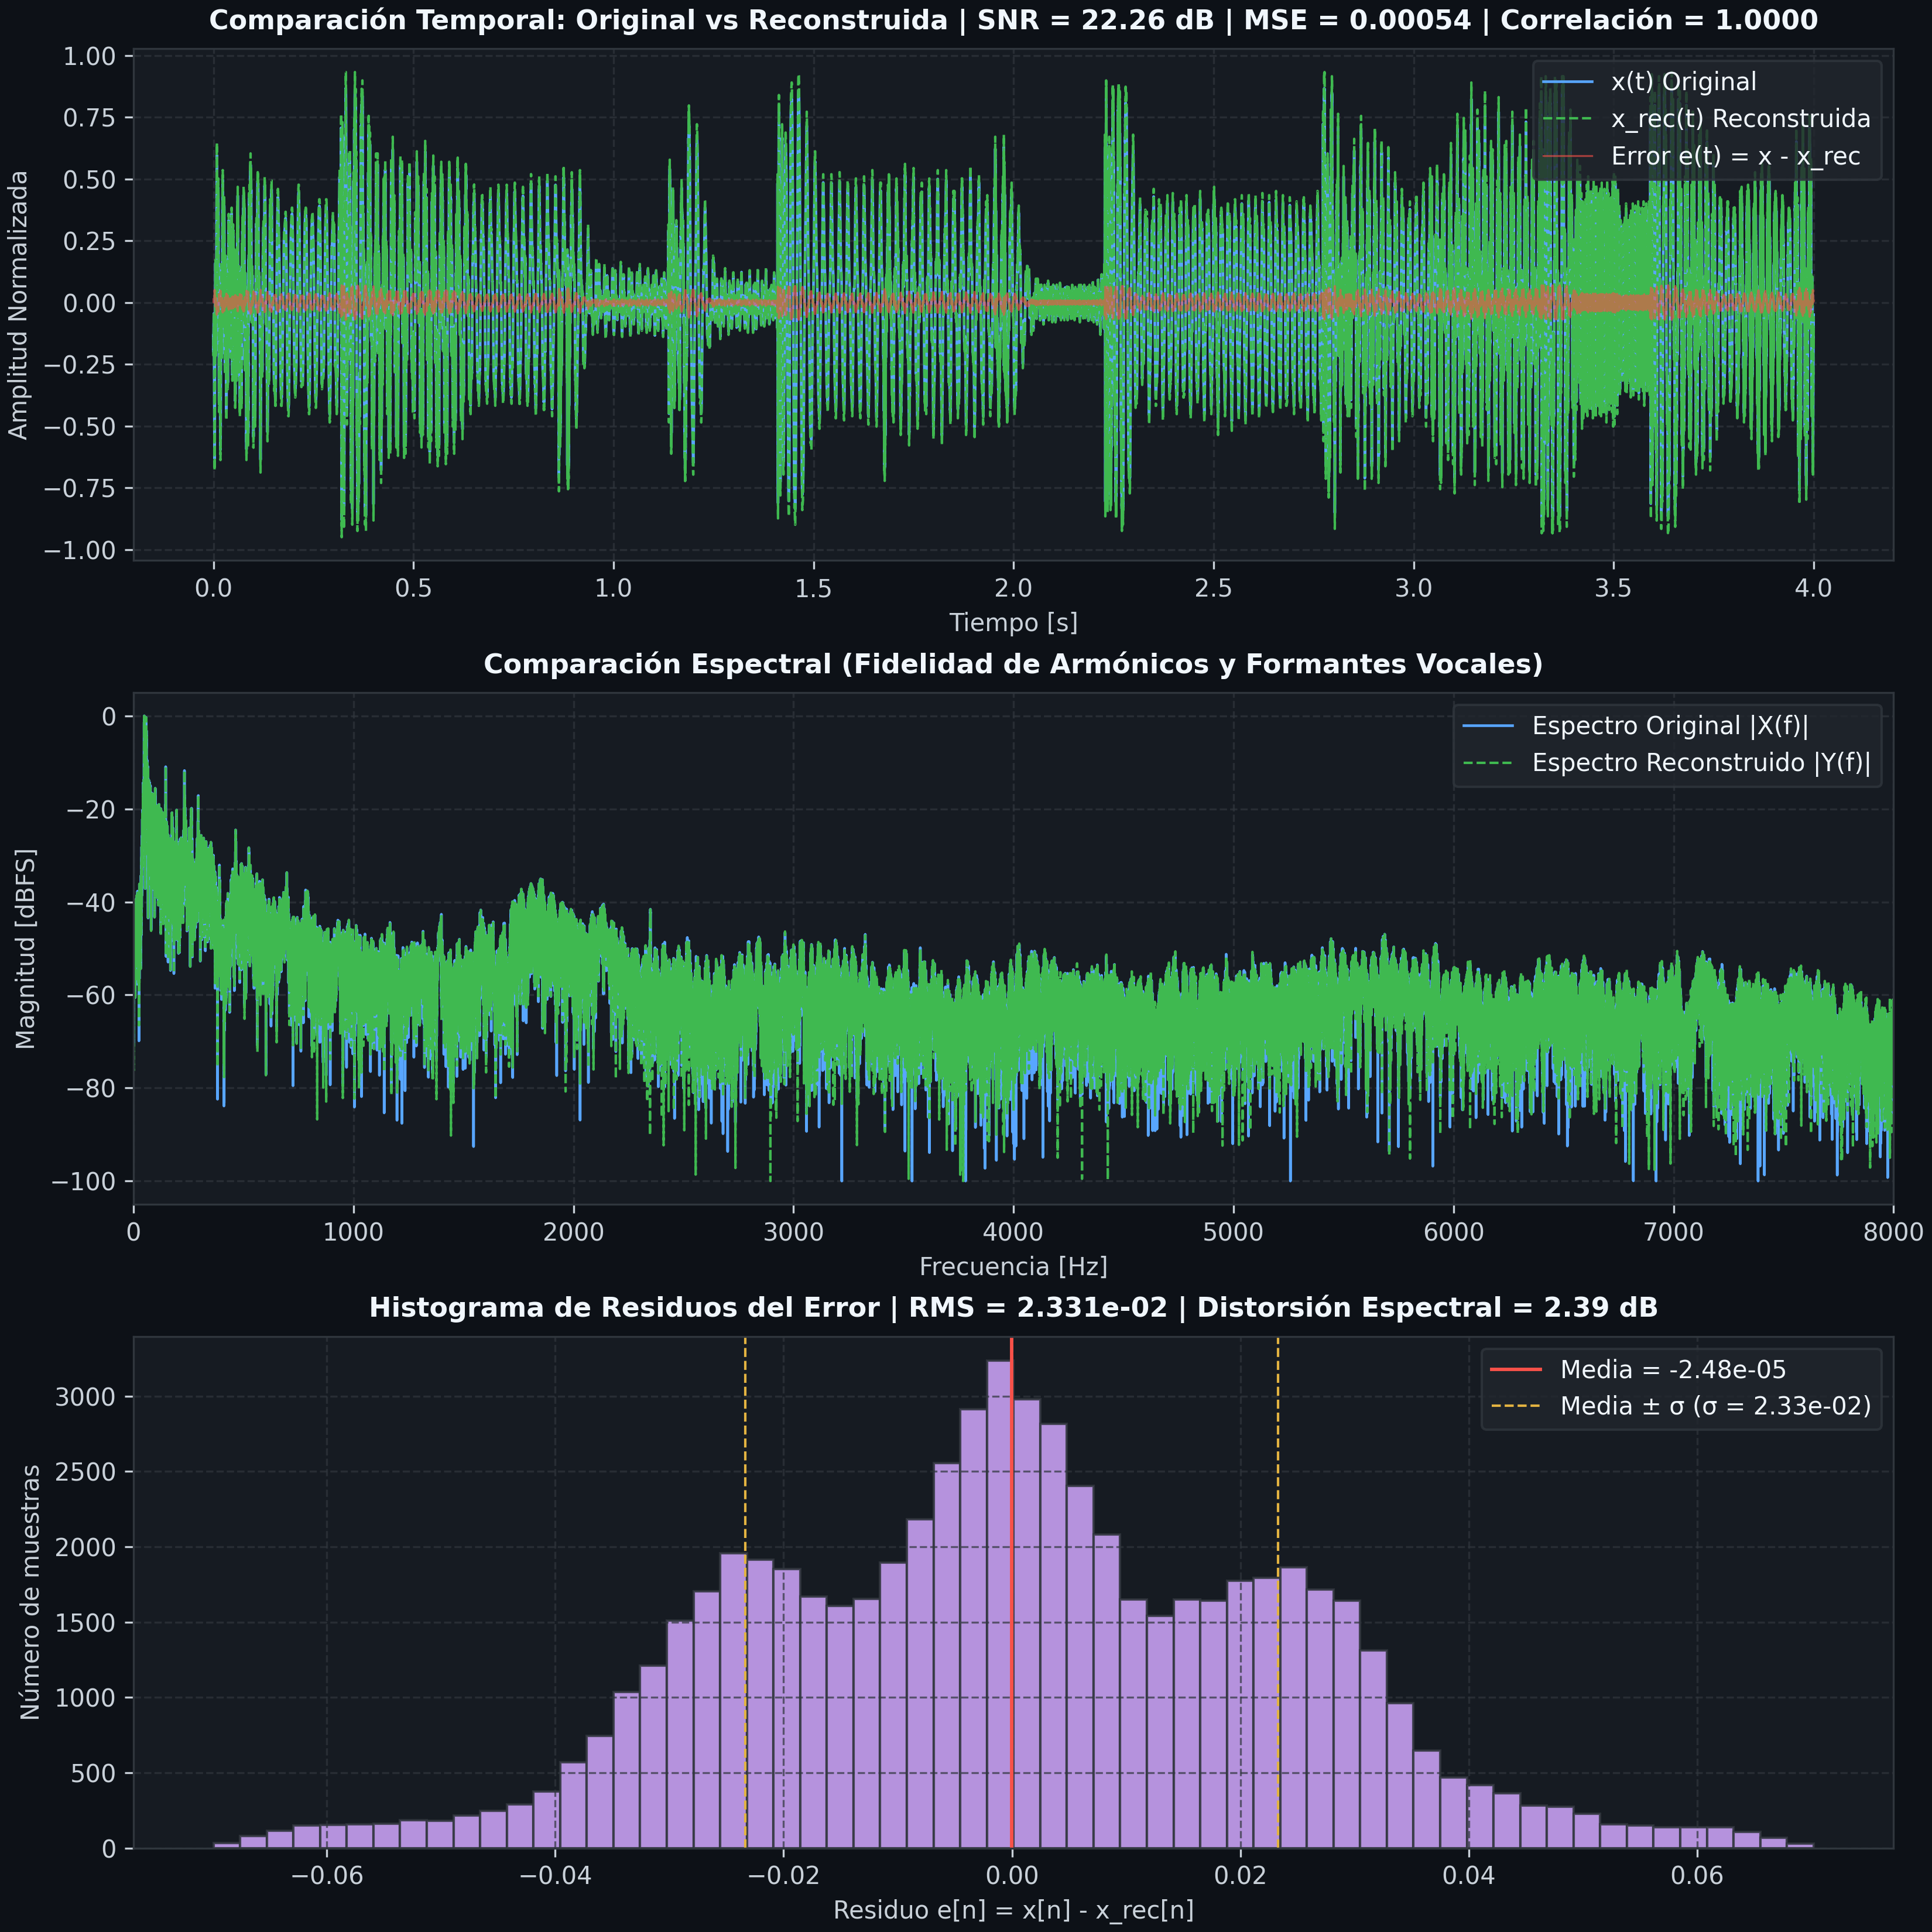 Comparación Temporal: Original vs Reconstruida | SNR = 22.26 dB | MSE = 0.00054 | Correlación = 1.0000
1.00
0.75
0.50
0.25
0.00
−0.25
−0.50
−0.75
−1.00
Amplitud Normalizada
x(t) Original
x_rec(t) Reconstruida
Error e(t) = x - x_rec
0.0 0.5 1.0 1.5 2.0 2.5 3.0 3.5 4.0
Tiempo [s]
Comparación Espectral (Fidelidad de Armónicos y Formantes Vocales)
0
−20
−40
−60
−80
−100
Magnitud [dBFS]
Espectro Original |X(f)|
Espectro Reconstruido |Y(f)|
0 1000 2000 3000 4000 5000 6000 7000 8000
Frecuencia [Hz]
Histograma de Residuos del Error | RMS = 2.331e-02 | Distorsión Espectral = 2.39 dB
3000
2500
2000
1500
1000
500
0
Número de muestras
Media = -2.48e-05
Media ± σ (σ = 2.33e-02)
−0.06 −0.04 −0.02 0.00 0.02 0.04 0.06
Residuo e[n] = x[n] - x_rec[n]